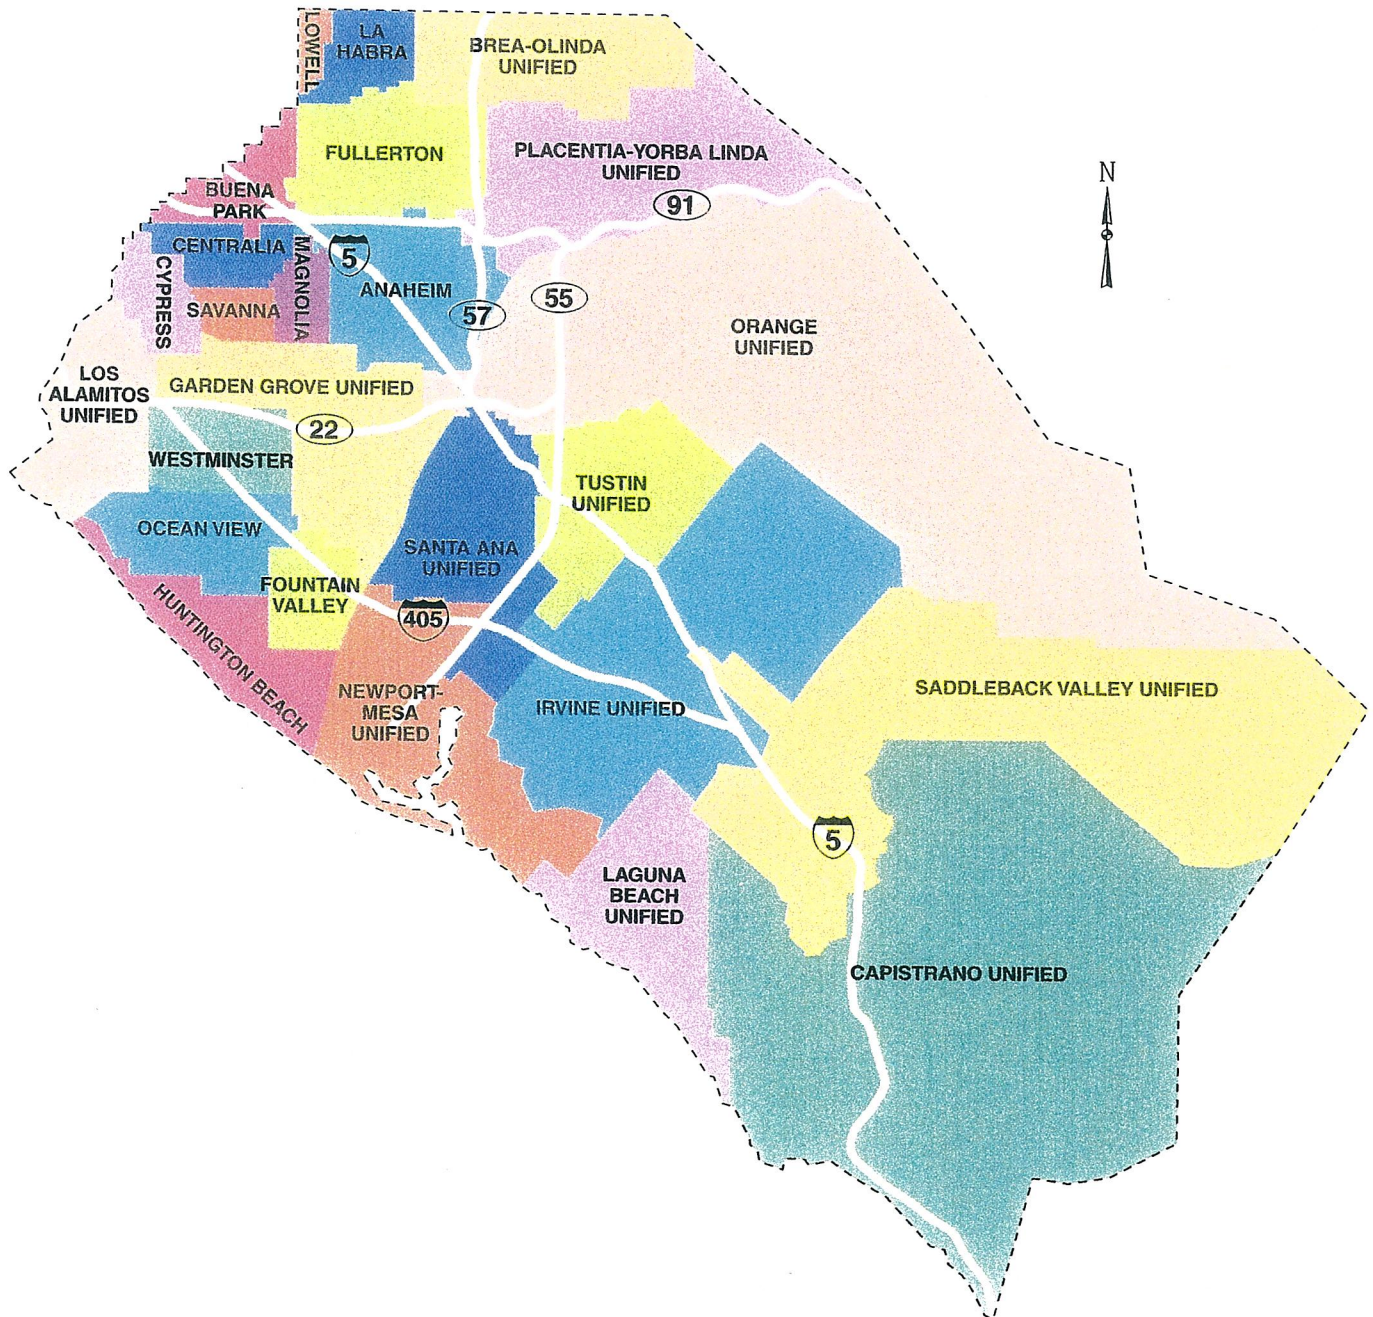 LOWELL
LA
HABRA
BREA-OLINDA
UNIFIED
FULLERTON
PLACENTIA-YORBA LINDA
UNIFIED
N
BUENA
PARK
91
CENTRALIA
MAGNOLIA
5
CYPRESS
ANAHEIM
SAVANNA
57
55
ORANGE
UNIFIED
LOS
ALAMITOS
UNIFIED
GARDEN GROVE UNIFIED
22
WESTMINSTER
TUSTIN
UNIFIED
OCEAN VIEW
SANTA ANA
UNIFIED
FOUNTAIN
VALLEY
405
HUNTINGTON BEACH
NEWPORT-
MESA
UNIFIED
IRVINE UNIFIED
SADDLEBACK VALLEY UNIFIED
5
LAGUNA
BEACH
UNIFIED
CAPISTRANO UNIFIED